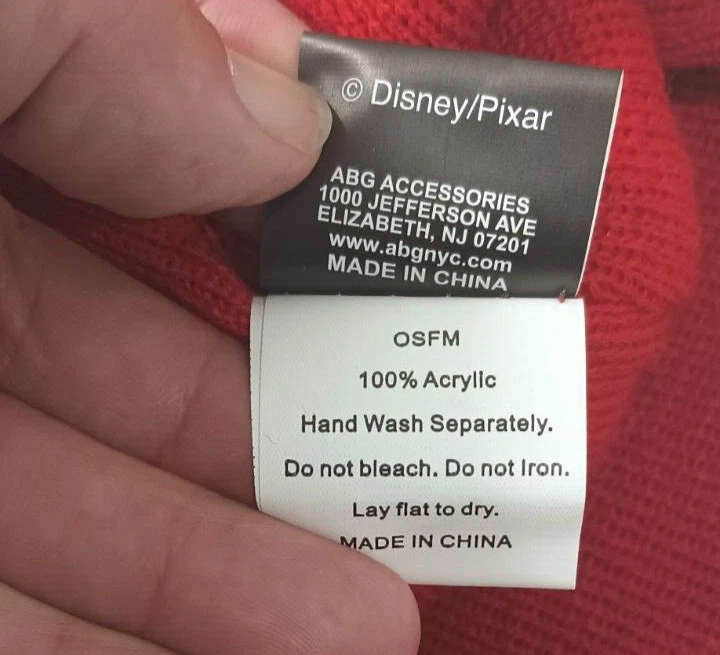 © Disney/Pixar
ABG ACCESSORIES
1000 JEFFERSON AVE
ELIZABETH, NJ 07201
www.abgnyc.com
MADE IN CHINA
OSFM
100% Acrylic
Hand Wash Separately.
Do not bleach. Do not Iron.
Lay flat to dry.
MADE IN CHINA